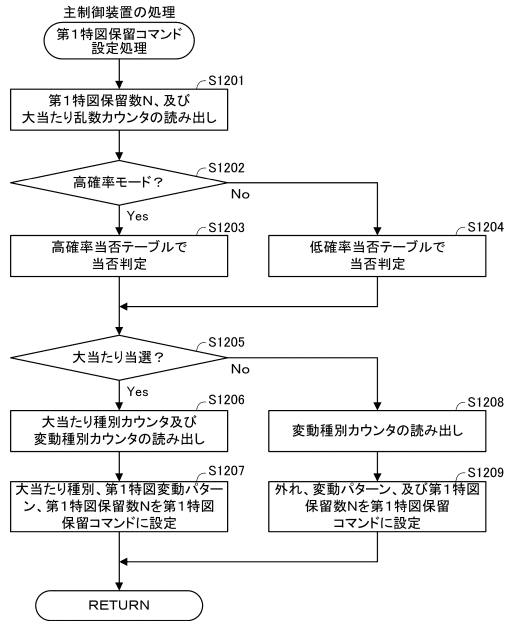 主制御装置の処理
第1特図保留コマンド
設定処理
S1201
第1特図保留数N、及び
大当たり乱数カウンタの読み出し
S1202
高確率モード？
No
Yes
S1203
高確率当否テーブルで
当否判定
S1204
低確率当否テーブルで
当否判定
S1205
大当たり当選？
No
Yes
S1206
大当たり種別カウンタ及び
変動種別カウンタの読み出し
S1208
変動種別カウンタの読み出し
S1207
大当たり種別、第1特図変動パター
ン、第1特図保留数Nを第1特図
保留コマンドに設定
S1209
外れ、変動パターン、及び第1特図
保留数Nを第1特図保留
コマンドに設定
RETURN